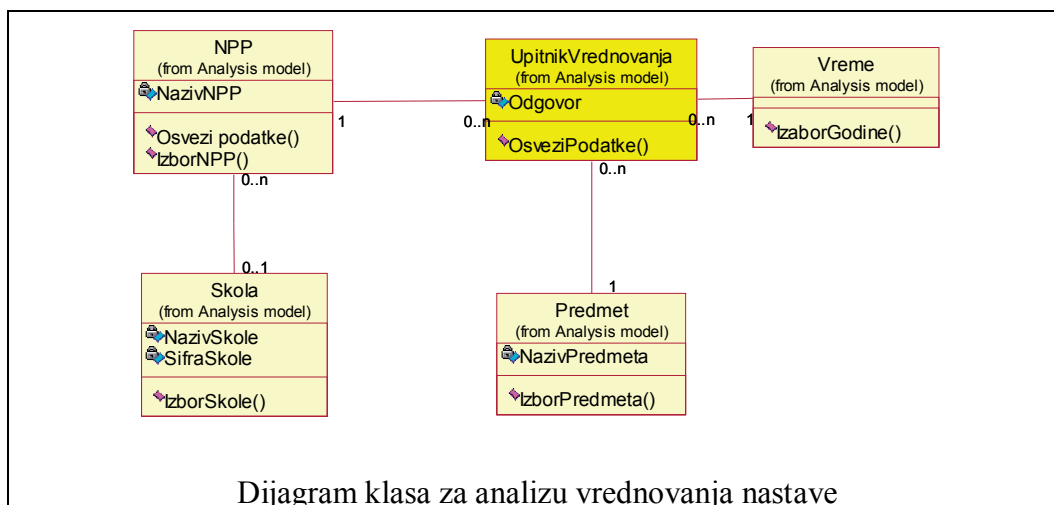 NPP
(from Analysis model)
NazivNPP
Osvezi podatke()
IzborNPP()
1
0..n
0..n
UpitnikVrednovanja
(from Analysis model)
Odgovor
OsveziPodatke()
0..n
1
0..n
Vreme
(from Analysis model)
IzaborGodine()
0..1
Skola
(from Analysis model)
NazivSkole
SifraSkole
IzborSkole()
1
Predmet
(from Analysis model)
NazivPredmeta
IzborPredmeta()
Dijagram klasa za analizu vrednovanja nastave